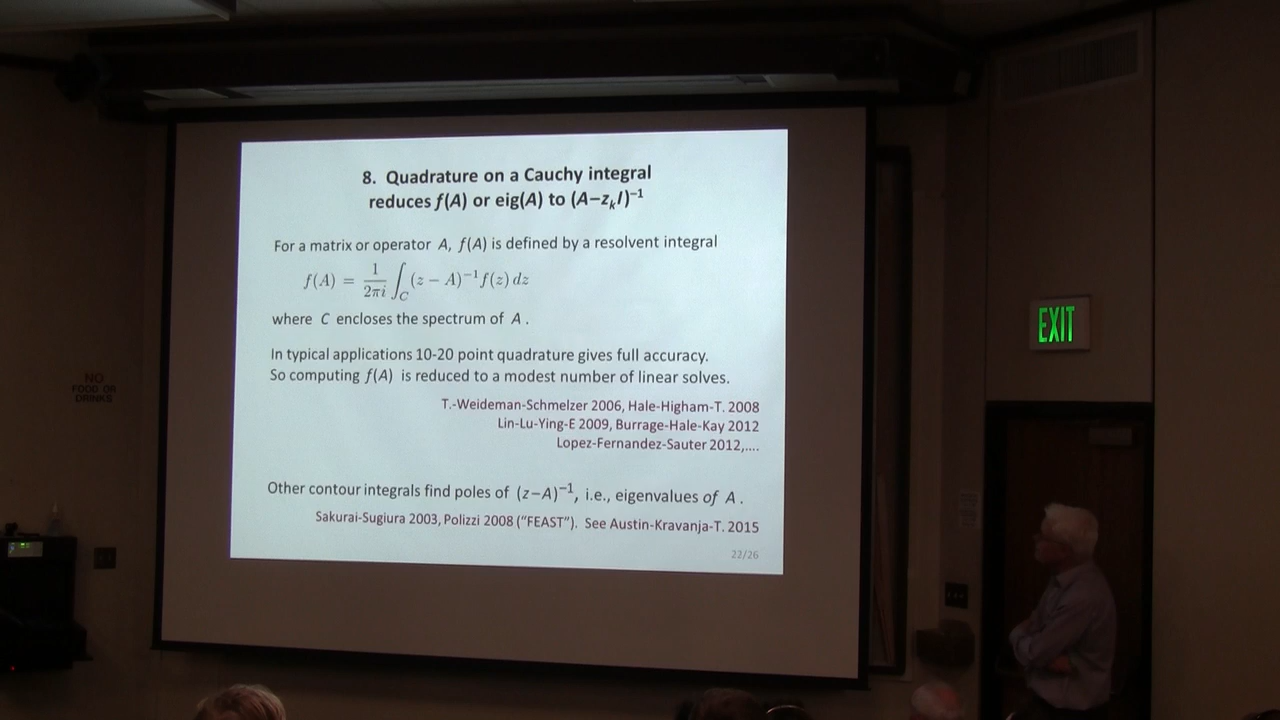 8. Quadrature on a Cauchy integral
reduces f(A) or eig(A) to (A−zₖI)⁻¹
For a matrix or operator A, f(A) is defined by a resolvent integral
f(A) = 1/2πi ∫_C (z − A)⁻¹ f(z) dz
where C encloses the spectrum of A .
In typical applications 10-20 point quadrature gives full accuracy.
So computing f(A) is reduced to a modest number of linear solves.
T.-Weideman-Schmelzer 2006, Hale-Higham-T. 2008
Lin-Lu-Ying-E 2009, Burrage-Hale-Kay 2012
Lopez-Fernandez-Sauter 2012,....
Other contour integrals find poles of (z−A)⁻¹, i.e., eigenvalues of A .
Sakurai-Sugiura 2003, Polizzi 2008 (“FEAST”). See Austin-Kravanja-T. 2015
22/26
EXIT
NO
FOOD OR
DRINKS